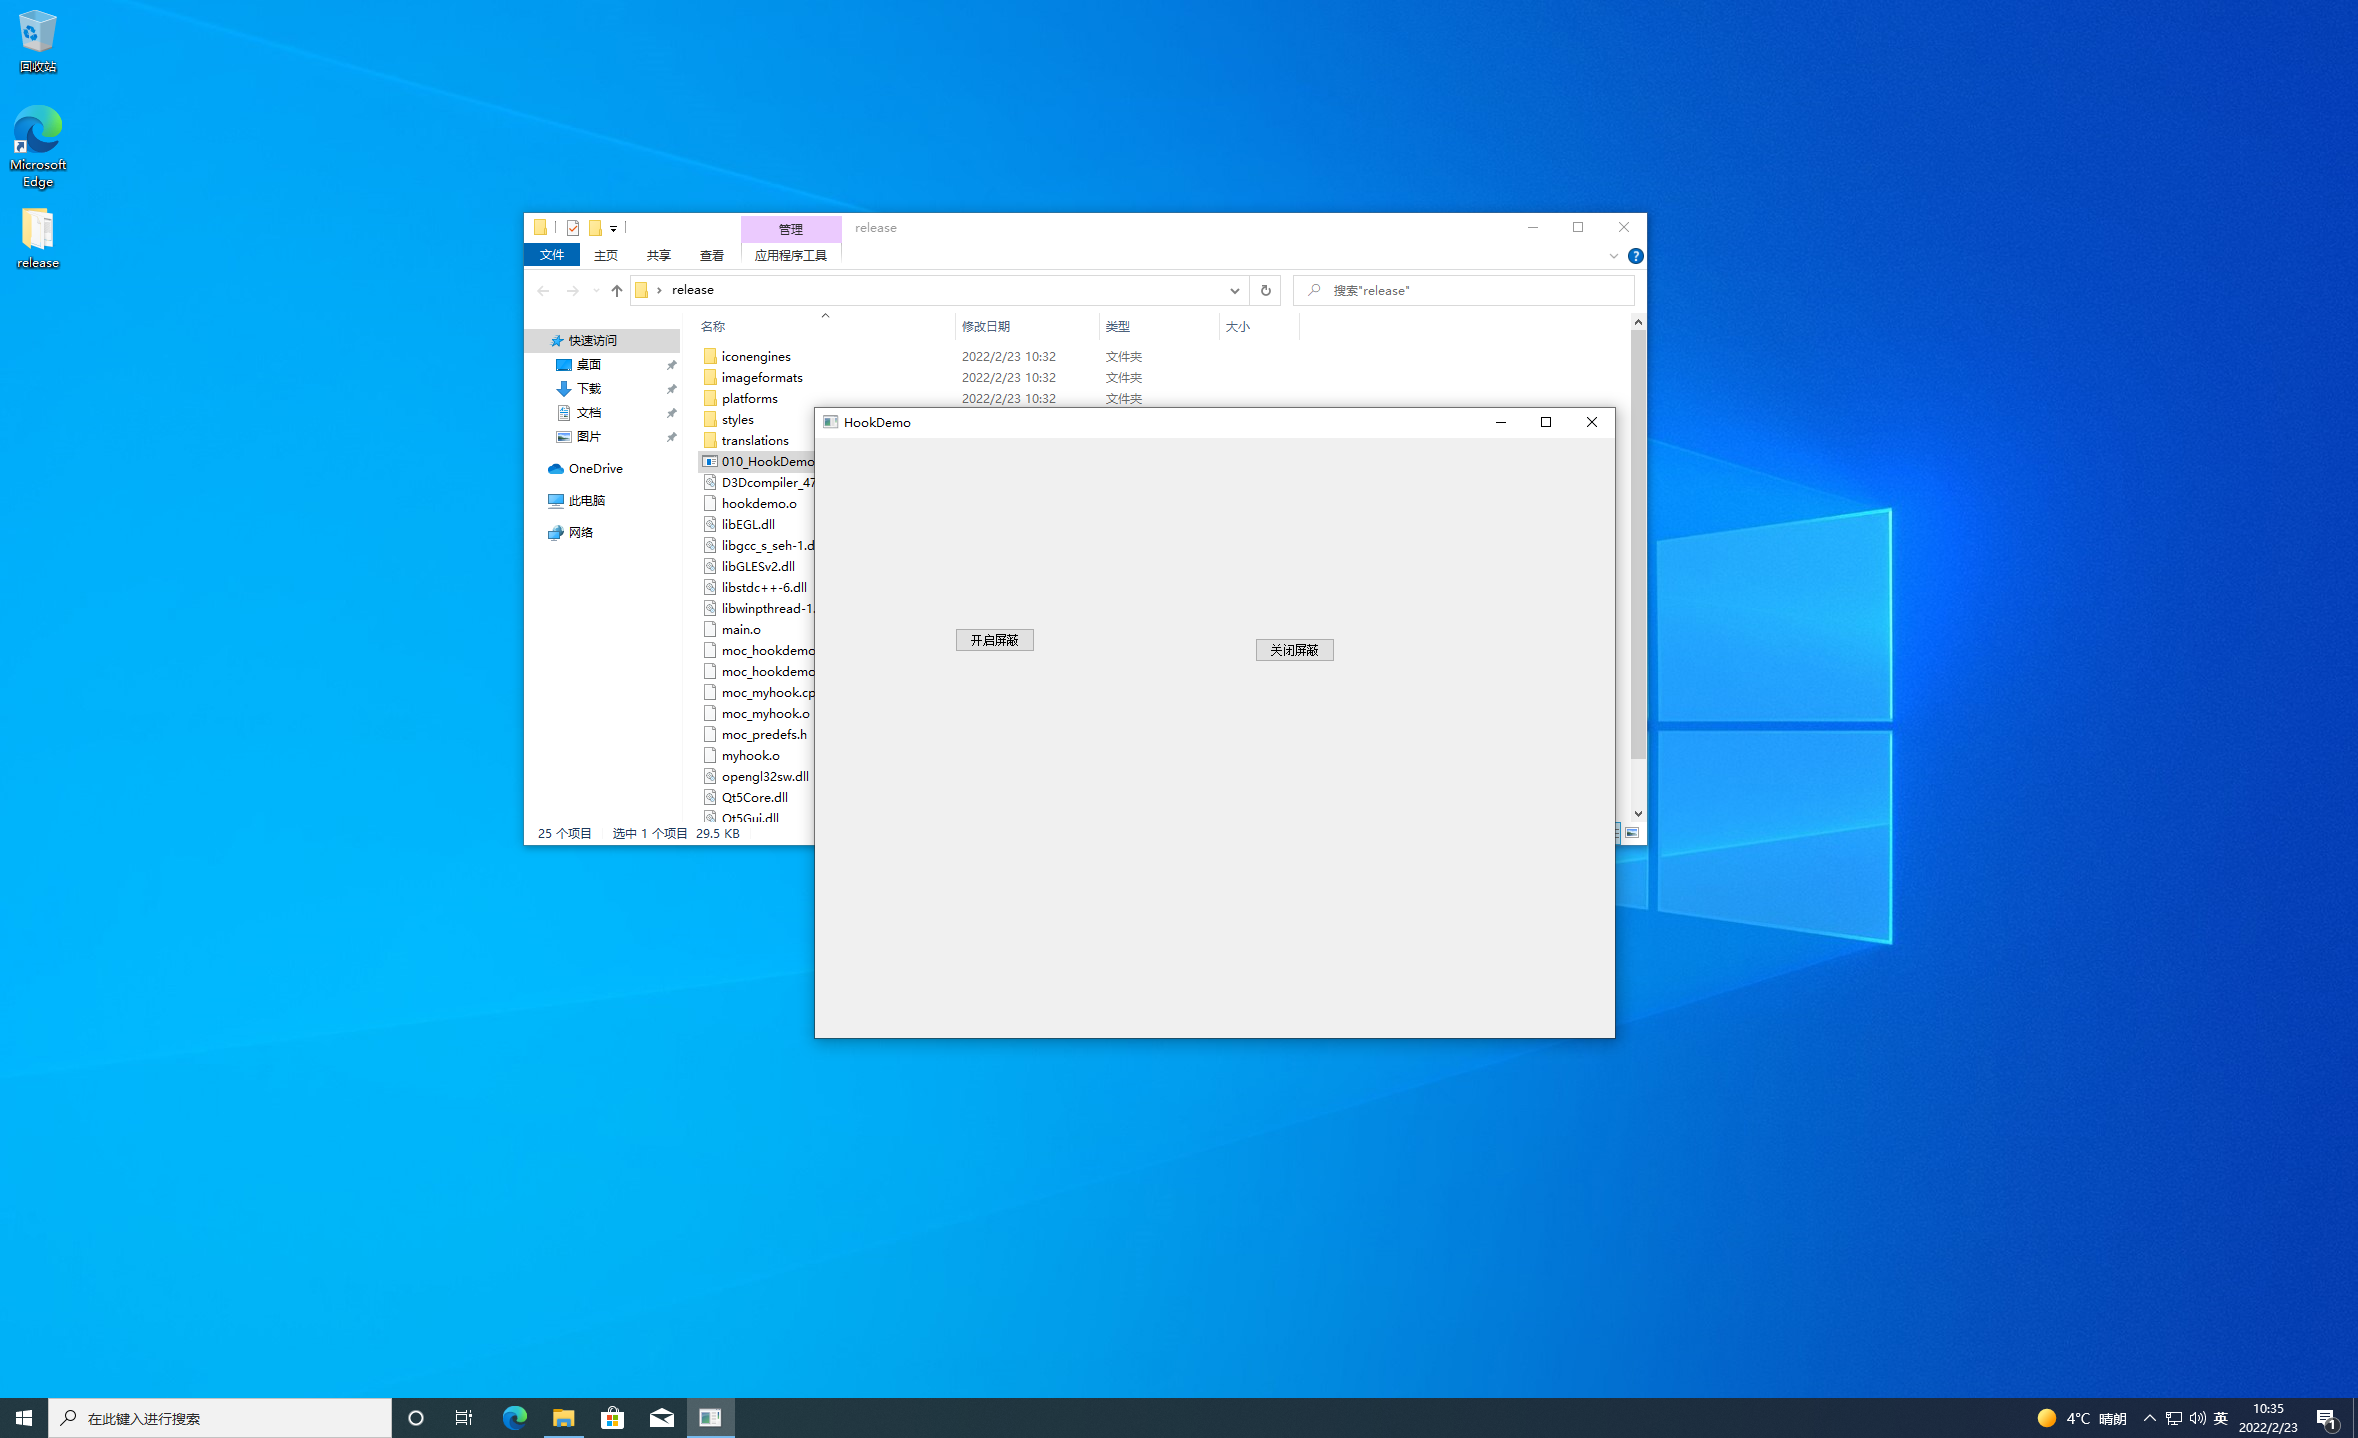 回收站
Microsoft
Edge
release
管理
release
文件 主页 共享 查看 应用程序工具
release
搜索"release"
名称 修改日期 类型 大小
快速访问
桌面
下载
文档
图片
OneDrive
此电脑
网络
iconengines 2022/2/23 10:32 文件夹
imageformats 2022/2/23 10:32 文件夹
platforms 2022/2/23 10:32 文件夹
styles
translations
010_HookDemo
D3Dcompiler_47
hookdemo.o
libEGL.dll
libgcc_s_seh-1.d
libGLESv2.dll
libstdc++-6.dll
libwinpthread-1.
main.o
moc_hookdemo
moc_hookdemo
moc_myhook.cp
moc_myhook.o
moc_predefs.h
myhook.o
opengl32sw.dll
Qt5Core.dll
Qt5Gui.dll
25 个项目 选中 1 个项目 29.5 KB
HookDemo
开启屏蔽
关闭屏蔽
在此键入进行搜索
4°C 晴朗
英
10:35
2022/2/23
1